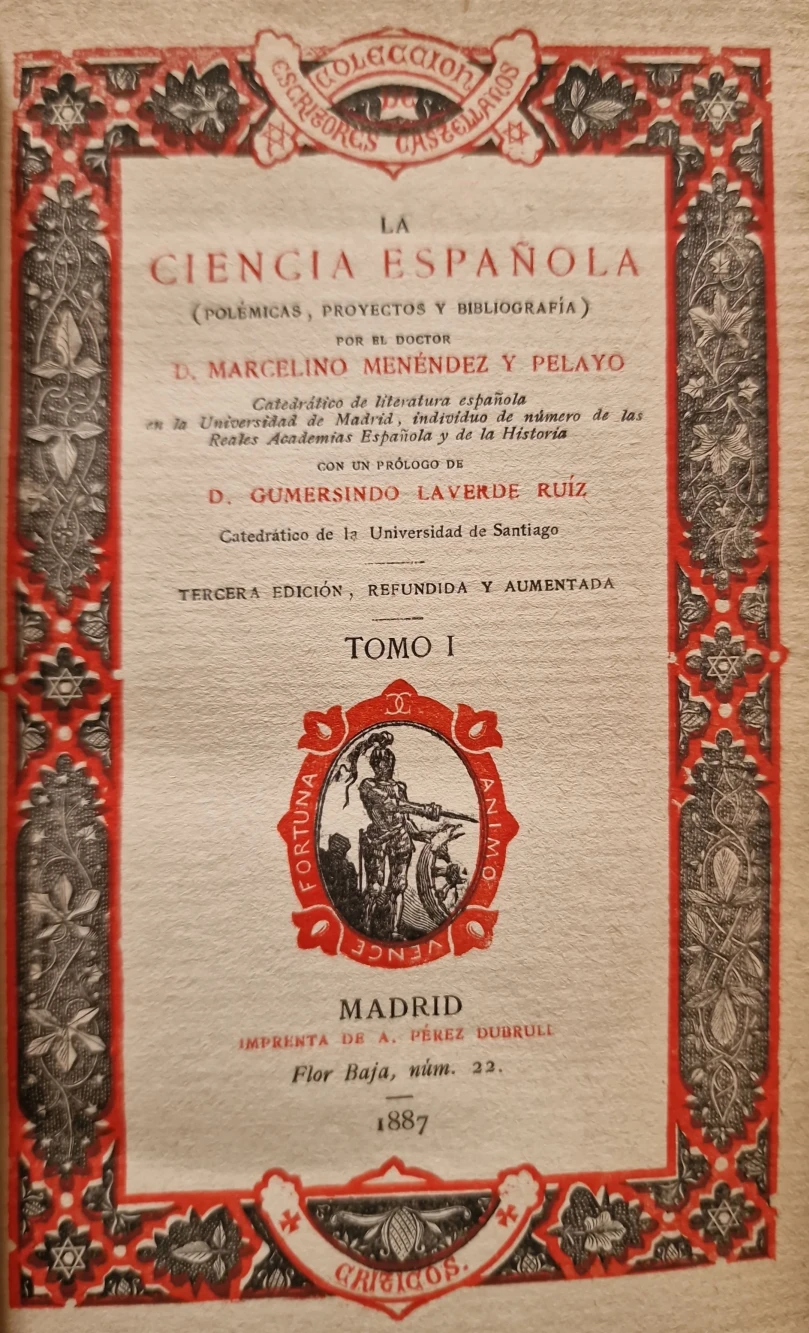 COLECCION
DE
ESCRITORES CASTELLANOS
LA
CIENCIA ESPAÑOLA
(POLÉMICAS, PROYECTOS Y BIBLIOGRAFÍA)
POR EL DOCTOR
D. MARCELINO MENÉNDEZ Y PELAYO
Catedrático de literatura española
en la Universidad de Madrid, individuo de número de las
Reales Academias Española y de la Historia
CON UN PRÓLOGO DE
D. GUMERSINDO LAVERDE RUÍZ
Catedrático de la Universidad de Santiago
TERCERA EDICIÓN, REFUNDIDA Y AUMENTADA
TOMO I
FORTUNA
ANIMO
VENCE
MADRID
IMPRENTA DE A. PÉREZ DUBRULL
Flor Baja, núm. 22.
1887
CRÍTICOS.